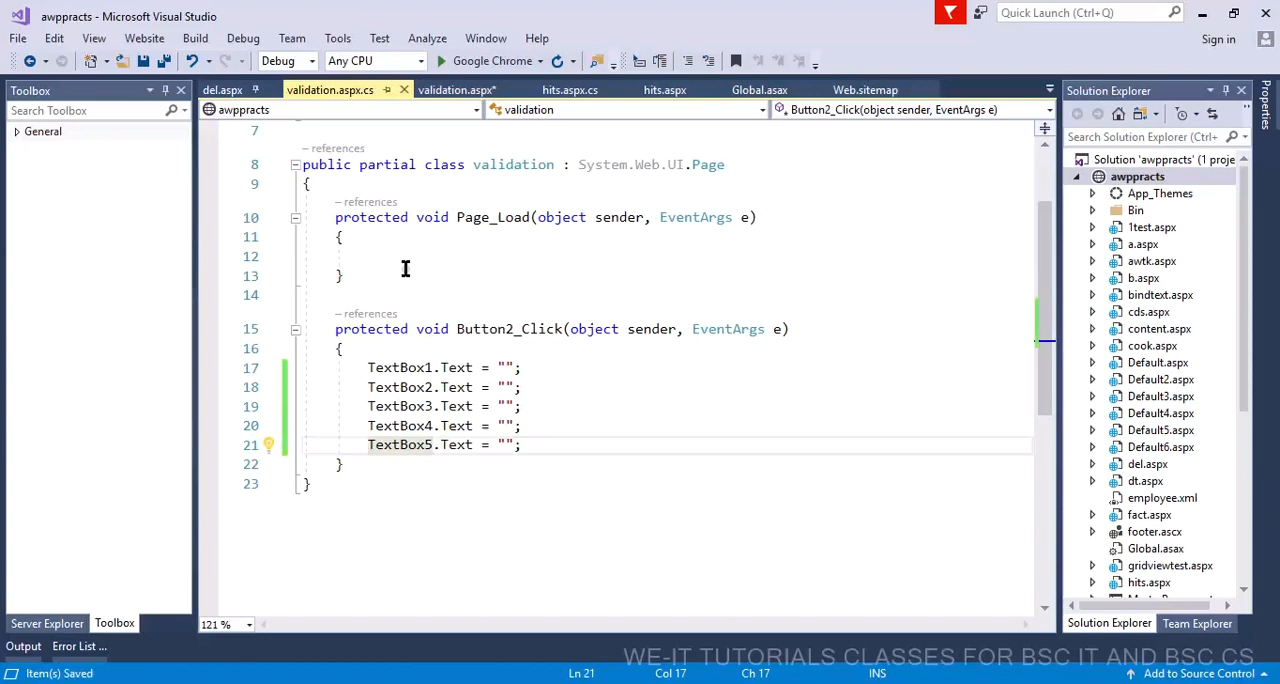 awppracts - Microsoft Visual Studio
Quick Launch (Ctrl+Q)
File Edit View Website Build Debug Team Tools Test Analyze Window Help
Sign in
Debug Any CPU Google Chrome
Toolbox
del.aspx validation.aspx.cs validation.aspx* hits.aspx.cs hits.aspx Global.asax Web.sitemap
Solution Explorer
Properties
Search Toolbox
awppracts validation Button2_Click(object sender, EventArgs e)
General
Search Solution Explorer (Ctrl+
7
– references
8 public partial class validation : System.Web.UI.Page
9 {
– references
10 protected void Page_Load(object sender, EventArgs e)
11 {
12
13 }
14
– references
15 protected void Button2_Click(object sender, EventArgs e)
16 {
17 TextBox1.Text = "";
18 TextBox2.Text = "";
19 TextBox3.Text = "";
20 TextBox4.Text = "";
21 TextBox5.Text = "";
22 }
23 }
Solution 'awppracts' (1 proje
awppracts
App_Themes
Bin
1test.aspx
a.aspx
awtk.aspx
b.aspx
bindtext.aspx
cds.aspx
content.aspx
cook.aspx
Default.aspx
Default2.aspx
Default3.aspx
Default4.aspx
Default5.aspx
Default6.aspx
del.aspx
dt.aspx
employee.xml
fact.aspx
footer.ascx
Global.asax
gridviewtest.aspx
hits.aspx
121 %
Server Explorer Toolbox
Solution Explorer Team Explorer
Output Error List ...
WE-IT TUTORIALS CLASSES FOR BSC IT AND BSC CS
Item(s) Saved Ln 21 Col 17 Ch 17 INS Add to Source Control